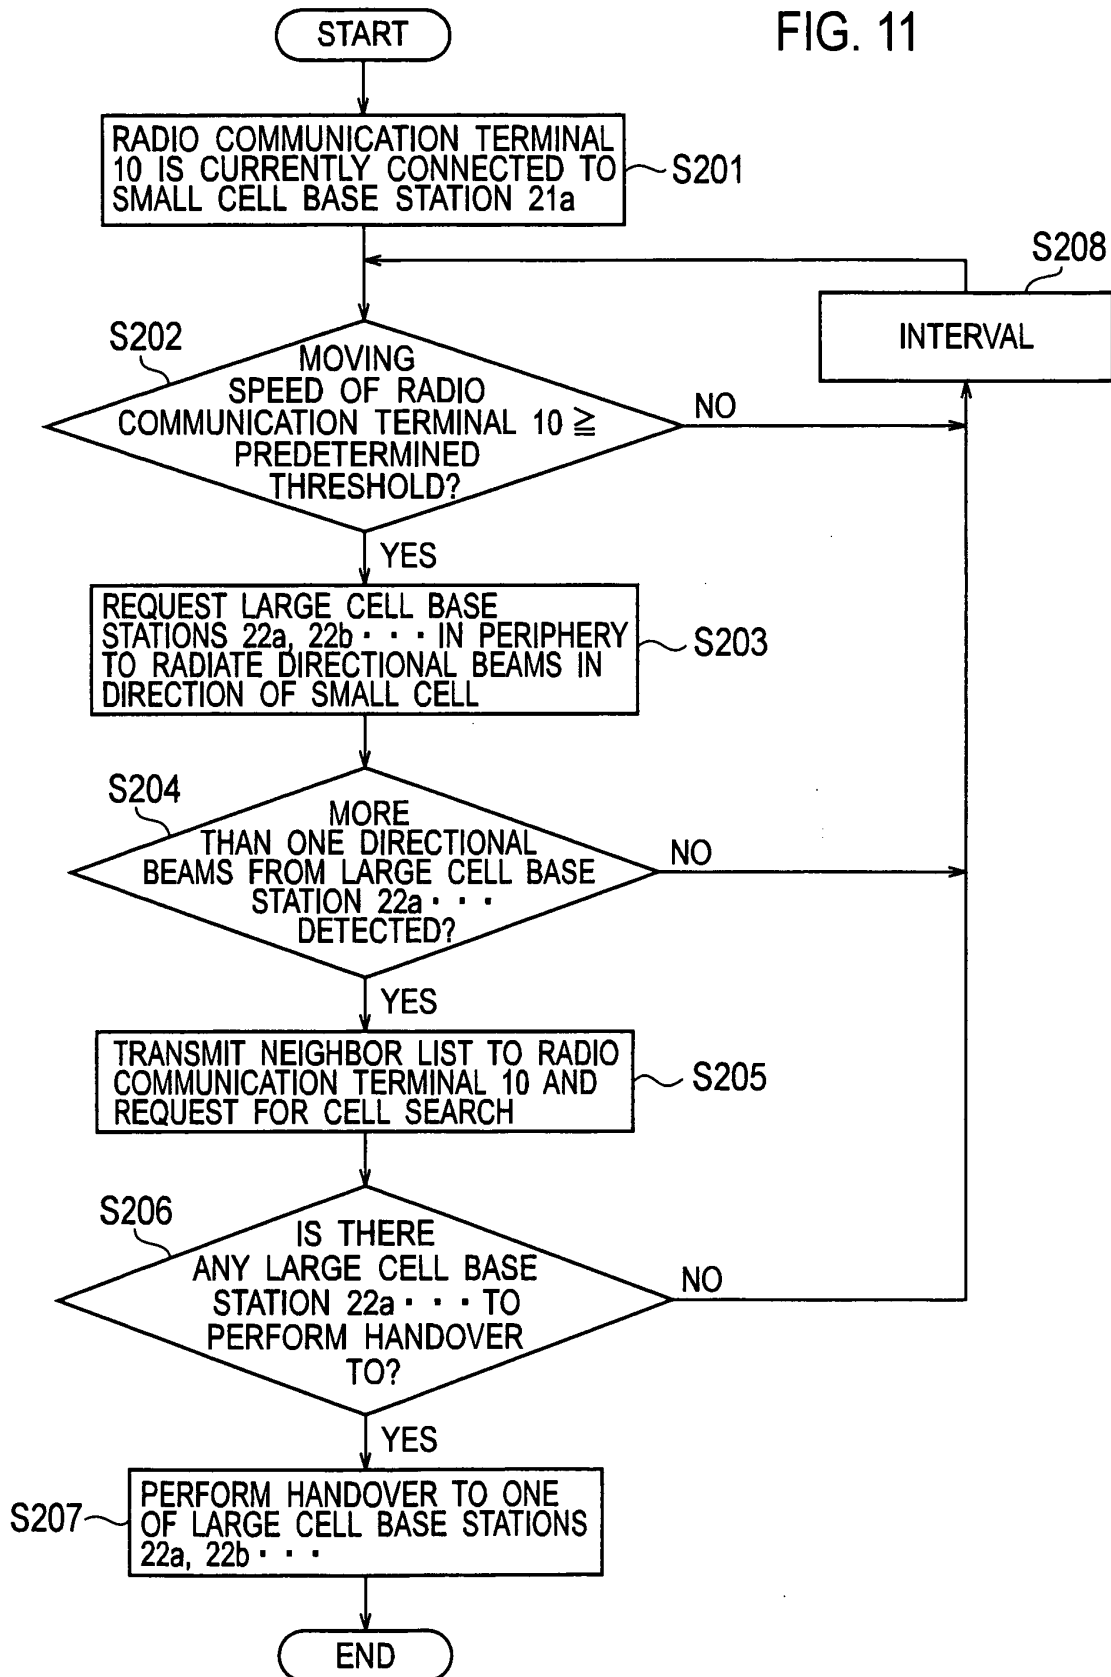 FIG. 11
START
RADIO COMMUNICATION TERMINAL
10 IS CURRENTLY CONNECTED TO
SMALL CELL BASE STATION 21a
S201
S208
INTERVAL
S202
MOVING
SPEED OF RADIO
COMMUNICATION TERMINAL 10 ≧
PREDETERMINED
THRESHOLD?
NO
YES
REQUEST LARGE CELL BASE
STATIONS 22a, 22b · · · IN PERIPHERY
TO RADIATE DIRECTIONAL BEAMS IN
DIRECTION OF SMALL CELL
S203
S204
MORE
THAN ONE DIRECTIONAL
BEAMS FROM LARGE CELL BASE
STATION 22a · · ·
DETECTED?
NO
YES
TRANSMIT NEIGHBOR LIST TO RADIO
COMMUNICATION TERMINAL 10 AND
REQUEST FOR CELL SEARCH
S205
S206
IS THERE
ANY LARGE CELL BASE
STATION 22a · · · TO
PERFORM HANDOVER
TO?
NO
YES
S207
PERFORM HANDOVER TO ONE
OF LARGE CELL BASE STATIONS
22a, 22b · · ·
END